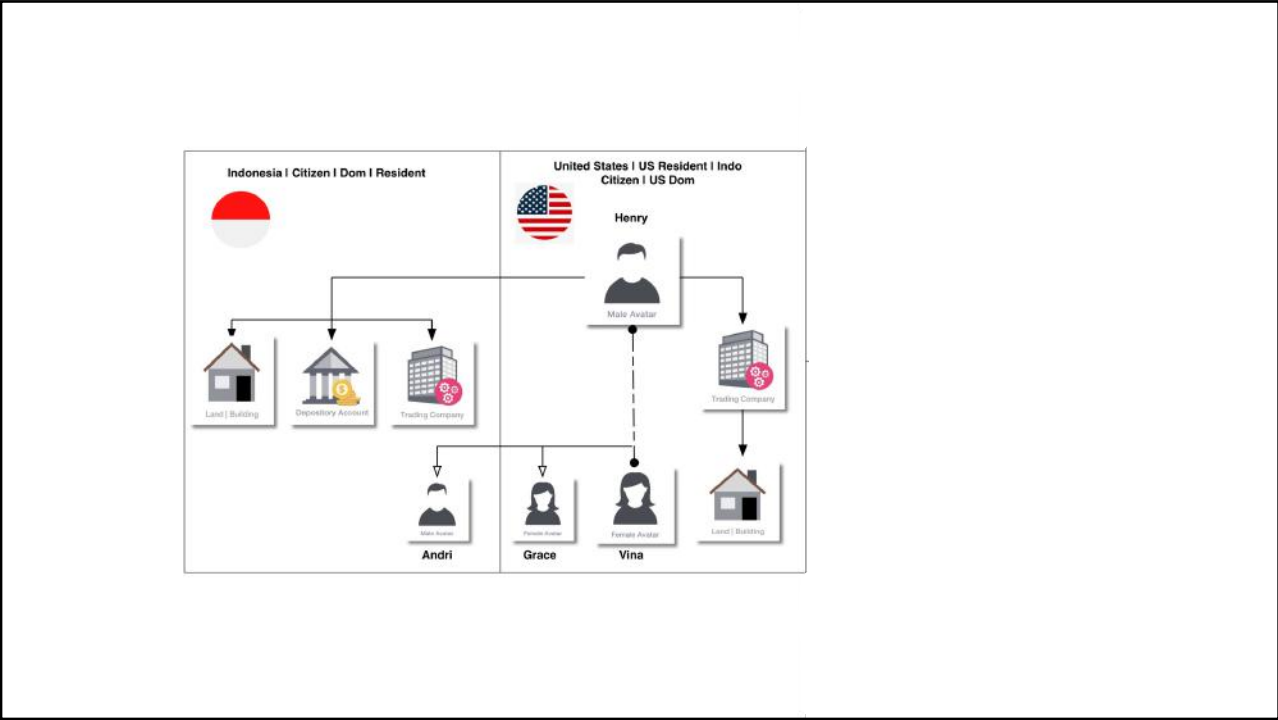 Indonesia | Citizen | Dom | Resident
United States | US Resident | Indo
Citizen | US Dom
Henry
Male Avatar
Land | Building
Depository Account
Trading Company
Trading Company
Male Avatar
Female Avatar
Female Avatar
Land | Building
Andri
Grace
Vina